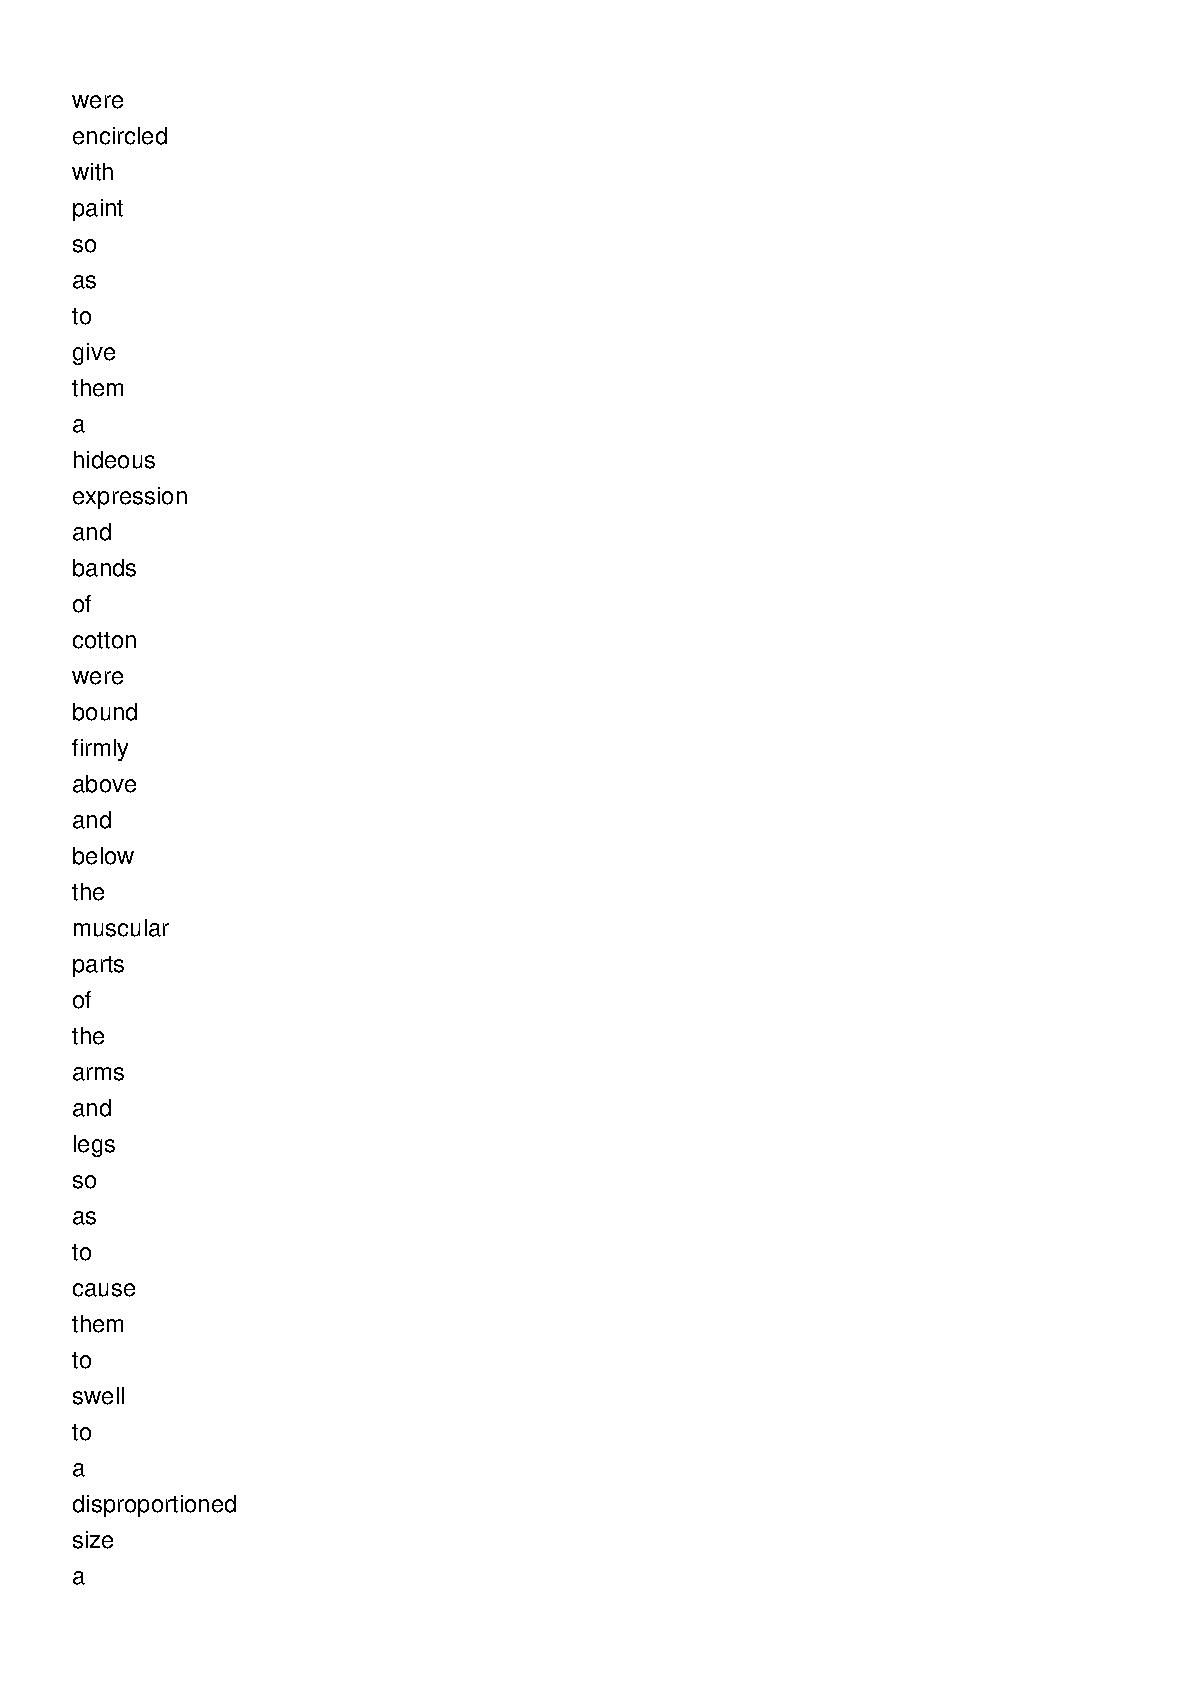 were
encircled
with
paint
so
as
to
give
them
a
hideous
expression
and
bands
of
cotton
were
bound
firmly
above
and
below
the
muscular
parts
of
the
arms
and
legs
so
as
to
cause
them
to
swell
to
a
disproportioned
size
a